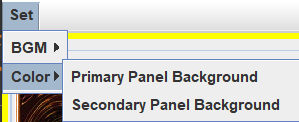 Set
BGM
Color
Primary Panel Background
Secondary Panel Background